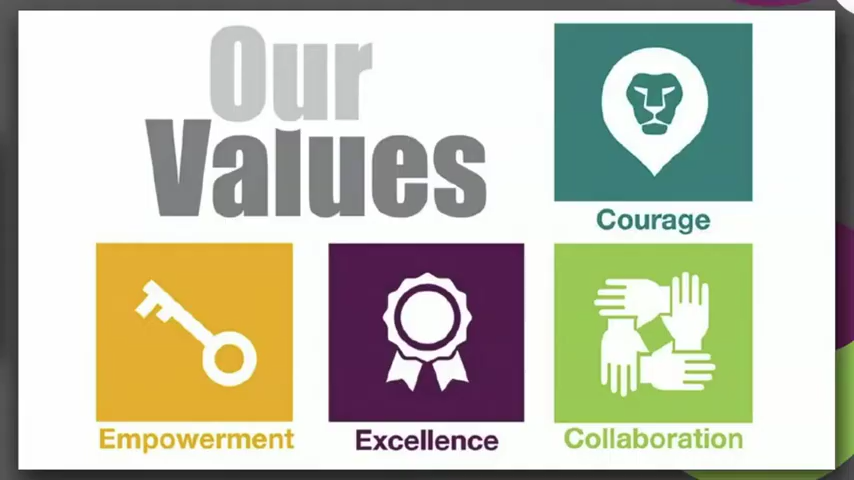 Our
Values
Courage
Empowerment
Excellence
Collaboration